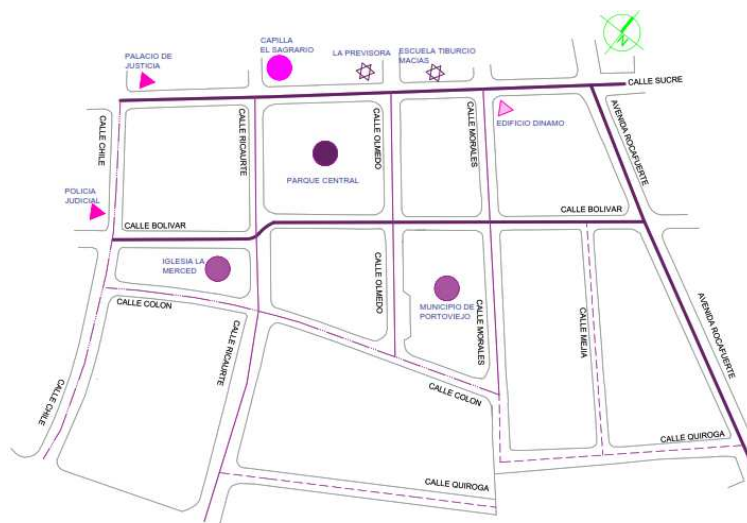 CAPILLA
EL SAGRARIO
PALACIO DE
JUSTICIA
LA PREVISORA
ESCUELA TIBURCIO
MACIAS
CALLE SUCRE
CALLE CHILE
CALLE RICAURTE
CALLE OLMEDO
CALLE MORALES
EDIFICIO DINAMO
AVENIDA ROCAFUERTE
PARQUE CENTRAL
POLICIA
JUDICIAL
CALLE BOLIVAR
CALLE BOLIVAR
IGLESIA LA
MERCED
CALLE OLMEDO
MUNICIPIO DE
PORTOVIEJO
CALLE MORALES
CALLE MEJIA
AVENIDA ROCAFUERTE
CALLE COLON
CALLE RICAURTE
CALLE CHILE
CALLE COLON
CALLE QUIROGA
CALLE QUIROGA